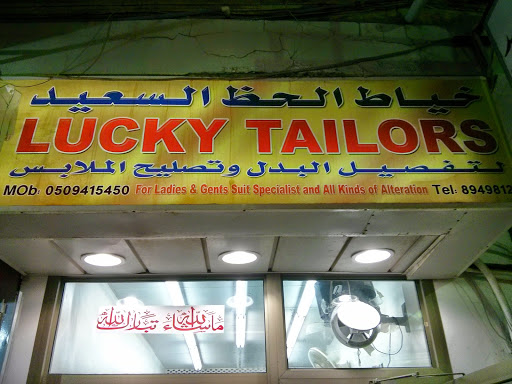 خياط الحظ السعيد
LUCKY TAILORS
لتفصيل البدل وتصليح الملابس
MOb: 0509415450 For Ladies & Gents Suit Specialist and All Kinds of Alteration Tel: 8949812
ماشاء الله تبارك الله